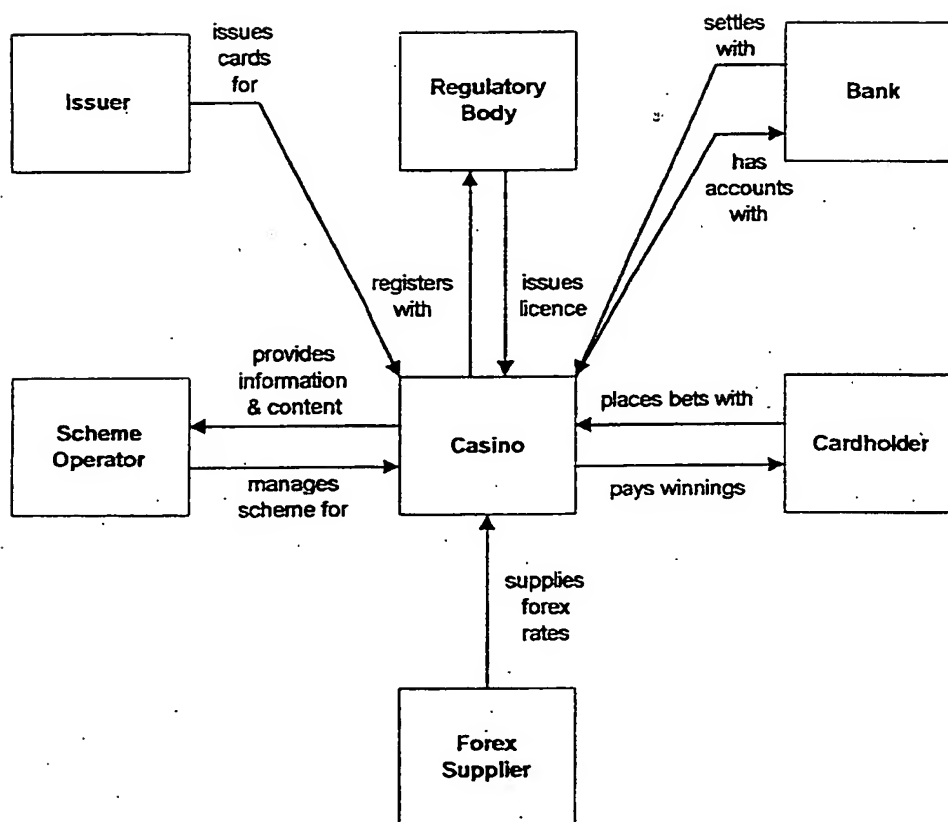 issues
cards
for
settles
with
Issuer
Regulatory
Body
Bank
has
accounts
with
registers
with
issues
licence
provides
information
& content
places bets with
Scheme
Operator
Casino
Cardholder
manages
scheme for
pays winnings
supplies
forex
rates
Forex
Supplier